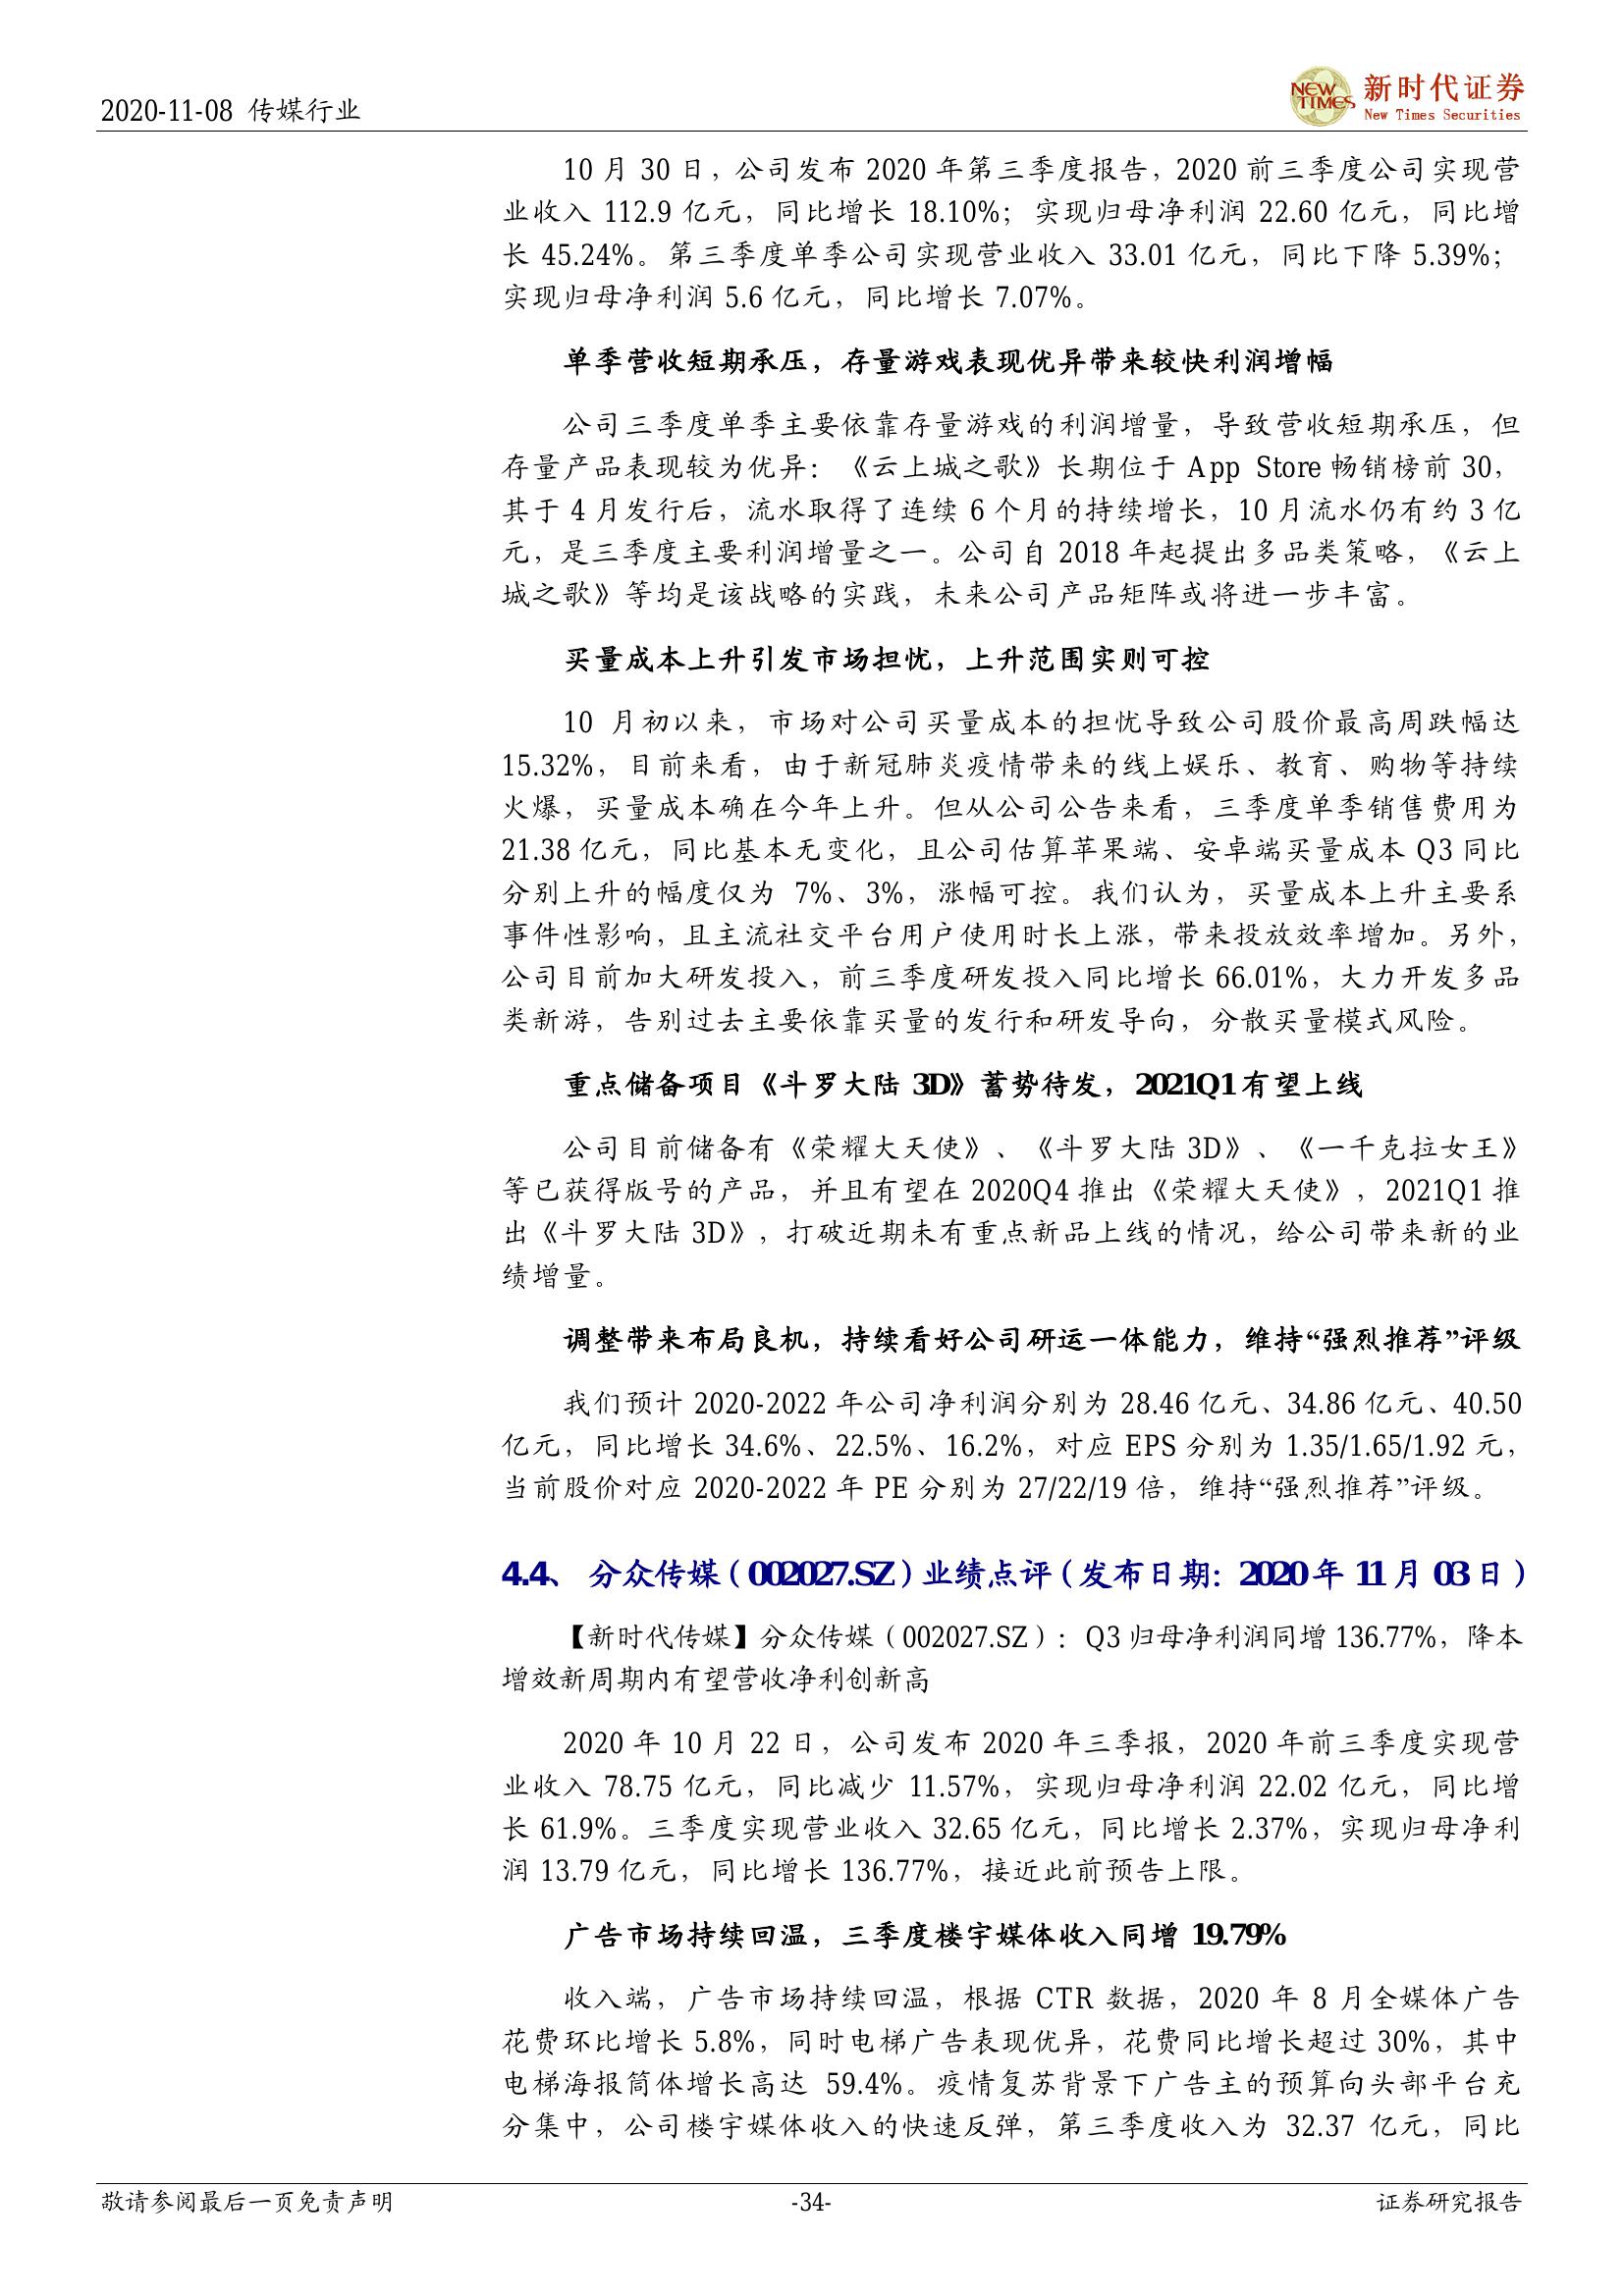 2020-11-08 传媒行业
NEW TIMES 新时代证券
New Times Securities
10 月 30 日，公司发布 2020 年第三季度报告，2020 前三季度公司实现营
业收入 112.9 亿元，同比增长 18.10%；实现归母净利润 22.60 亿元，同比增
长 45.24%。第三季度单季公司实现营业收入 33.01 亿元，同比下降 5.39%；
实现归母净利润 5.6 亿元，同比增长 7.07%。
单季营收短期承压，存量游戏表现优异带来较快利润增幅
公司三季度单季主要依靠存量游戏的利润增量，导致营收短期承压，但
存量产品表现较为优异：《云上城之歌》长期位于 App Store 畅销榜前 30，
其于 4 月发行后，流水取得了连续 6 个月的持续增长，10 月流水仍有约 3 亿
元，是三季度主要利润增量之一。公司自 2018 年起提出多品类策略，《云上
城之歌》等均是该战略的实践，未来公司产品矩阵或将进一步丰富。
买量成本上升引发市场担忧，上升范围实则可控
10 月初以来，市场对公司买量成本的担忧导致公司股价最高周跌幅达
15.32%，目前来看，由于新冠肺炎疫情带来的线上娱乐、教育、购物等持续
火爆，买量成本确在今年上升。但从公司公告来看，三季度单季销售费用为
21.38 亿元，同比基本无变化，且公司估算苹果端、安卓端买量成本 Q3 同比
分别上升的幅度仅为 7%、3%，涨幅可控。我们认为，买量成本上升主要系
事件性影响，且主流社交平台用户使用时长上涨，带来投放效率增加。另外，
公司目前加大研发投入，前三季度研发投入同比增长 66.01%，大力开发多品
类新游，告别过去主要依靠买量的发行和研发导向，分散买量模式风险。
重点储备项目《斗罗大陆 3D》蓄势待发，2021Q1 有望上线
公司目前储备有《荣耀大天使》、《斗罗大陆 3D》、《一千克拉女王》
等已获得版号的产品，并且有望在 2020Q4 推出《荣耀大天使》，2021Q1 推
出《斗罗大陆 3D》，打破近期未有重点新品上线的情况，给公司带来新的业
绩增量。
调整带来布局良机，持续看好公司研运一体能力，维持“强烈推荐”评级
我们预计 2020-2022 年公司净利润分别为 28.46 亿元、34.86 亿元、40.50
亿元，同比增长 34.6%、22.5%、16.2%，对应 EPS 分别为 1.35/1.65/1.92 元，
当前股价对应 2020-2022 年 PE 分别为 27/22/19 倍，维持“强烈推荐”评级。
4.4、 分众传媒（002027.SZ）业绩点评（发布日期：2020 年 11 月 03 日）
【新时代传媒】分众传媒（002027.SZ）：Q3 归母净利润同增 136.77%，降本
增效新周期内有望营收净利创新高
2020 年 10 月 22 日，公司发布 2020 年三季报，2020 年前三季度实现营
业收入 78.75 亿元，同比减少 11.57%，实现归母净利润 22.02 亿元，同比增
长 61.9%。三季度实现营业收入 32.65 亿元，同比增长 2.37%，实现归母净利
润 13.79 亿元，同比增长 136.77%，接近此前预告上限。
广告市场持续回温，三季度楼宇媒体收入同增 19.79%
收入端，广告市场持续回温，根据 CTR 数据，2020 年 8 月全媒体广告
花费环比增长 5.8%，同时电梯广告表现优异，花费同比增长超过 30%，其中
电梯海报筒体增长高达 59.4%。疫情复苏背景下广告主的预算向头部平台充
分集中，公司楼宇媒体收入的快速反弹，第三季度收入为 32.37 亿元，同比
敬请参阅最后一页免责声明 -34- 证券研究报告